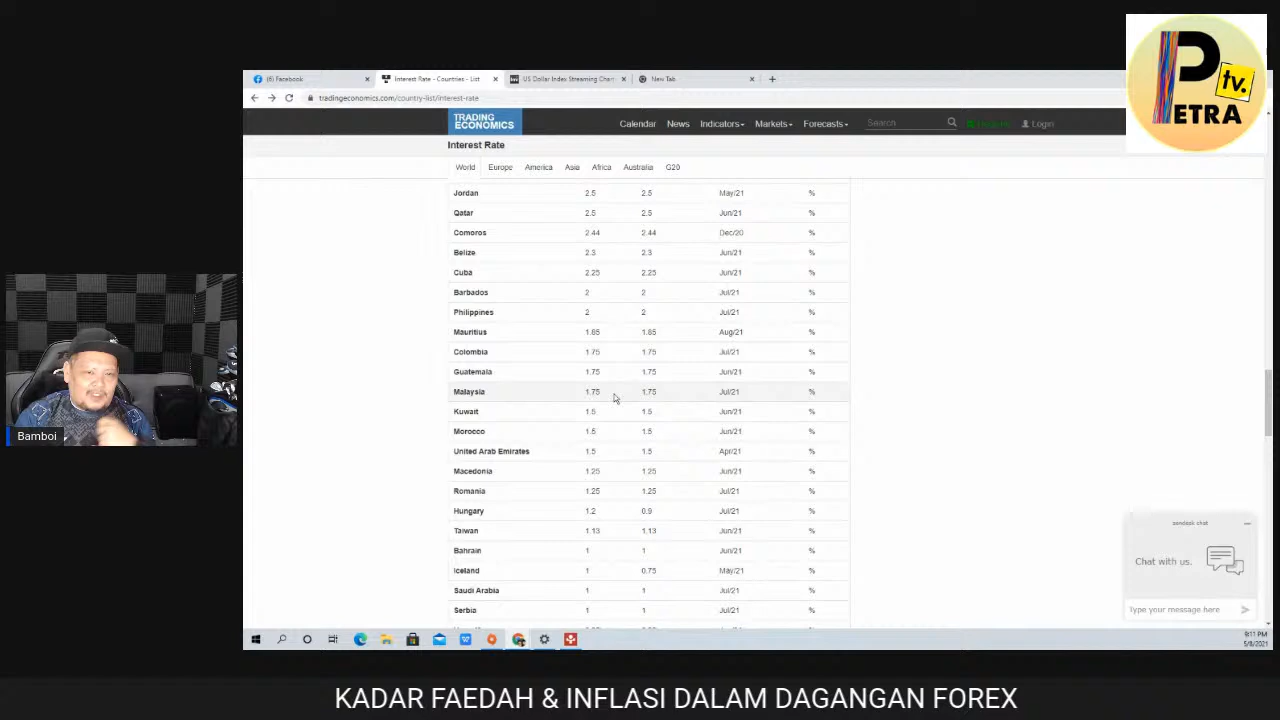 P tv.
PETRA
(6) Facebook
Interest Rate - Countries - List
US Dollar Index Streaming Chart
New Tab
tradingeconomics.com/country-list/interest-rate
TRADING
ECONOMICS
Calendar News Indicators Markets Forecasts Search Login
Interest Rate
World Europe America Asia Africa Australia G20
Jordan 2.5 2.5 May/21 %
Qatar 2.5 2.5 Jun/21 %
Comoros 2.44 2.44 Dec/20 %
Belize 2.3 2.3 Jun/21 %
Cuba 2.25 2.25 Jun/21 %
Barbados 2 2 Jul/21 %
Philippines 2 2 Jul/21 %
Mauritius 1.85 1.85 Aug/21 %
Colombia 1.75 1.75 Jul/21 %
Guatemala 1.75 1.75 Jun/21 %
Malaysia 1.75 1.75 Jul/21 %
Kuwait 1.5 1.5 Jun/21 %
Morocco 1.5 1.5 Jun/21 %
United Arab Emirates 1.5 1.5 Apr/21 %
Macedonia 1.25 1.25 Jun/21 %
Romania 1.25 1.25 Jul/21 %
Hungary 1.2 0.9 Jul/21 %
Taiwan 1.13 1.13 Jun/21 %
Bahrain 1 1 Jun/21 %
Iceland 1 0.75 May/21 %
Saudi Arabia 1 1 Jul/21 %
Serbia 1 1 Jul/21 %
zendesk chat
Chat with us.
Type your message here
Bamboi
9:11 PM
5/8/2021
KADAR FAEDAH & INFLASI DALAM DAGANGAN FOREX